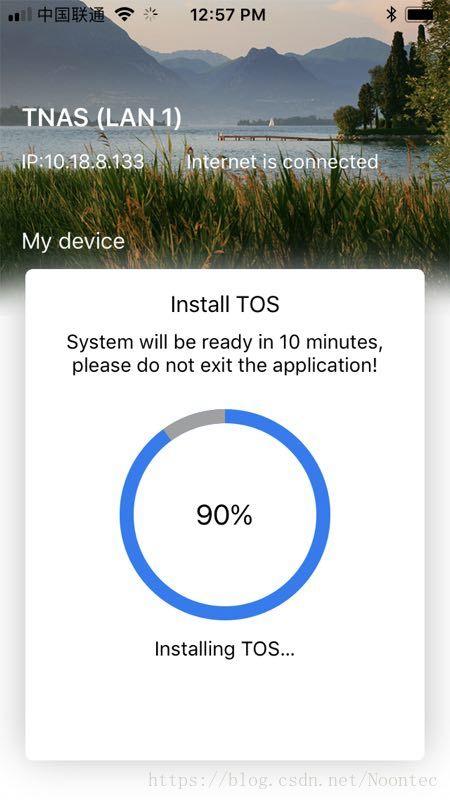 中国联通 12:57 PM
TNAS (LAN 1)
IP:10.18.8.133 Internet is connected
My device
Install TOS
System will be ready in 10 minutes,
please do not exit the application!
90%
Installing TOS...
https://blog.csdn.net/Noontec